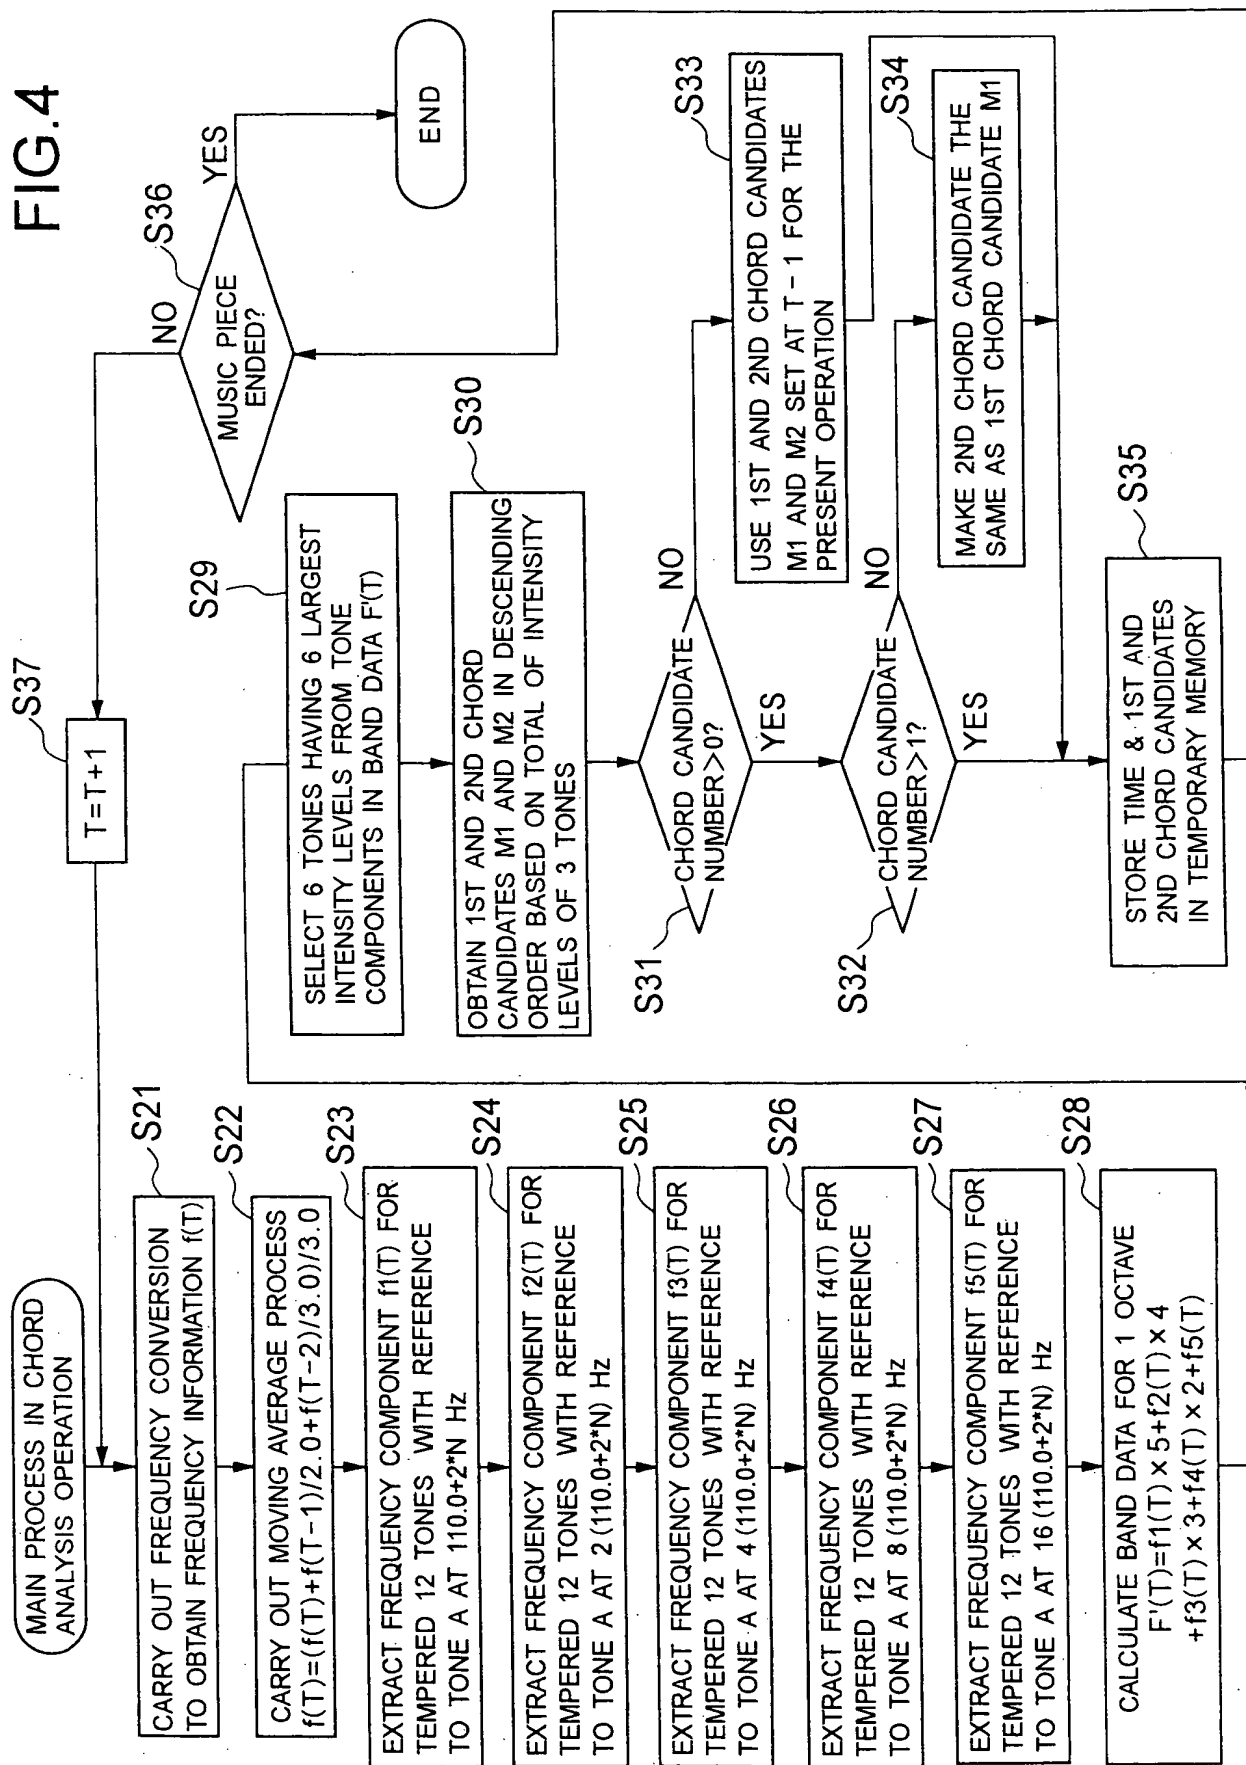 FIG.4
MAIN PROCESS IN CHORD
ANALYSIS OPERATION
S21
CARRY OUT FREQUENCY CONVERSION
TO OBTAIN FREQUENCY INFORMATION f(T)
S22
CARRY OUT MOVING AVERAGE PROCESS
f(T)=(f(T)+f(T-1)/2.0+f(T-2)/3.0)/3.0
S23
EXTRACT FREQUENCY COMPONENT f1(T) FOR
TEMPERED 12 TONES WITH REFERENCE
TO TONE A AT 110.0+2*N Hz
S24
EXTRACT FREQUENCY COMPONENT f2(T) FOR
TEMPERED 12 TONES WITH REFERENCE
TO TONE A AT 2 (110.0+2*N) Hz
S25
EXTRACT FREQUENCY COMPONENT f3(T) FOR
TEMPERED 12 TONES WITH REFERENCE
TO TONE A AT 4 (110.0+2*N) Hz
S26
EXTRACT FREQUENCY COMPONENT f4(T) FOR
TEMPERED 12 TONES WITH REFERENCE
TO TONE A AT 8 (110.0+2*N) Hz
S27
EXTRACT FREQUENCY COMPONENT f5(T) FOR
TEMPERED 12 TONES WITH REFERENCE
TO TONE A AT 16 (110.0+2*N) Hz
S28
CALCULATE BAND DATA FOR 1 OCTAVE
F'(T)=f1(T)×5+f2(T)×4
+f3(T)×3+f4(T)×2+f5(T)
S29
SELECT 6 TONES HAVING 6 LARGEST
INTENSITY LEVELS FROM TONE
COMPONENTS IN BAND DATA F'(T)
S30
OBTAIN 1ST AND 2ND CHORD
CANDIDATES M1 AND M2 IN DESCENDING
ORDER BASED ON TOTAL OF INTENSITY
LEVELS OF 3 TONES
S31
CHORD CANDIDATE
NUMBER>0?
NO
YES
S33
USE 1ST AND 2ND CHORD CANDIDATES
M1 AND M2 SET AT T-1 FOR THE
PRESENT OPERATION
S32
CHORD CANDIDATE
NUMBER>1?
NO
YES
S34
MAKE 2ND CHORD CANDIDATE THE
SAME AS 1ST CHORD CANDIDATE M1
S35
STORE TIME & 1ST AND
2ND CHORD CANDIDATES
IN TEMPORARY MEMORY
S36
MUSIC PIECE
ENDED?
NO
YES
S37
T=T+1
END